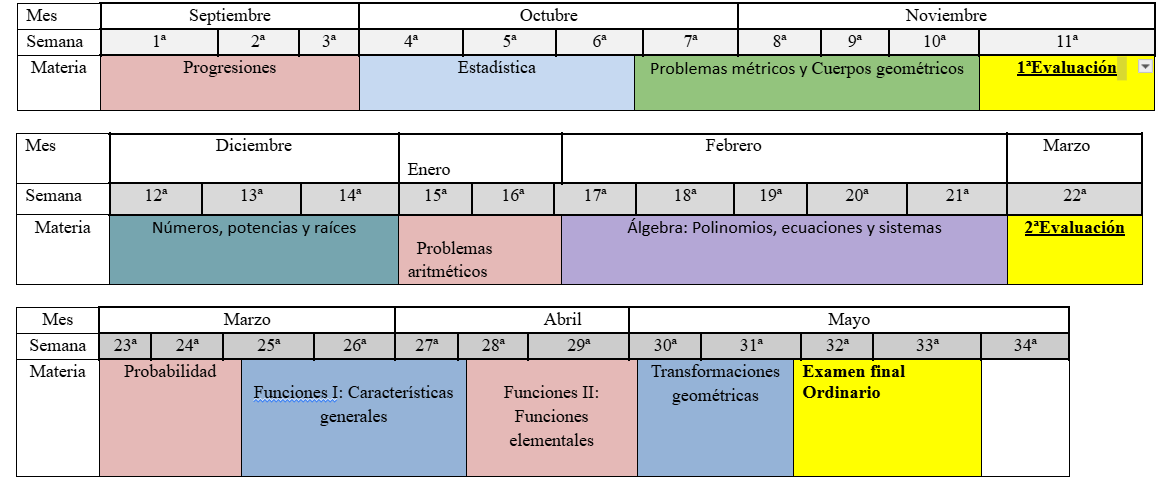 Mes Septiembre Octubre Noviembre
Semana 1ª 2ª 3ª 4ª 5ª 6ª 7ª 8ª 9ª 10ª 11ª
Materia Progresiones Estadística Problemas métricos y Cuerpos geométricos 1ªEvaluación
Mes Diciembre Enero Febrero Marzo
Semana 12ª 13ª 14ª 15ª 16ª 17ª 18ª 19ª 20ª 21ª 22ª
Materia Números, potencias y raíces Problemas aritméticos Álgebra: Polinomios, ecuaciones y sistemas 2ªEvaluación
Mes Marzo Abril Mayo
Semana 23ª 24ª 25ª 26ª 27ª 28ª 29ª 30ª 31ª 32ª 33ª 34ª
Materia Probabilidad Funciones I: Características generales Funciones II: Funciones elementales Transformaciones geométricas Examen final Ordinario